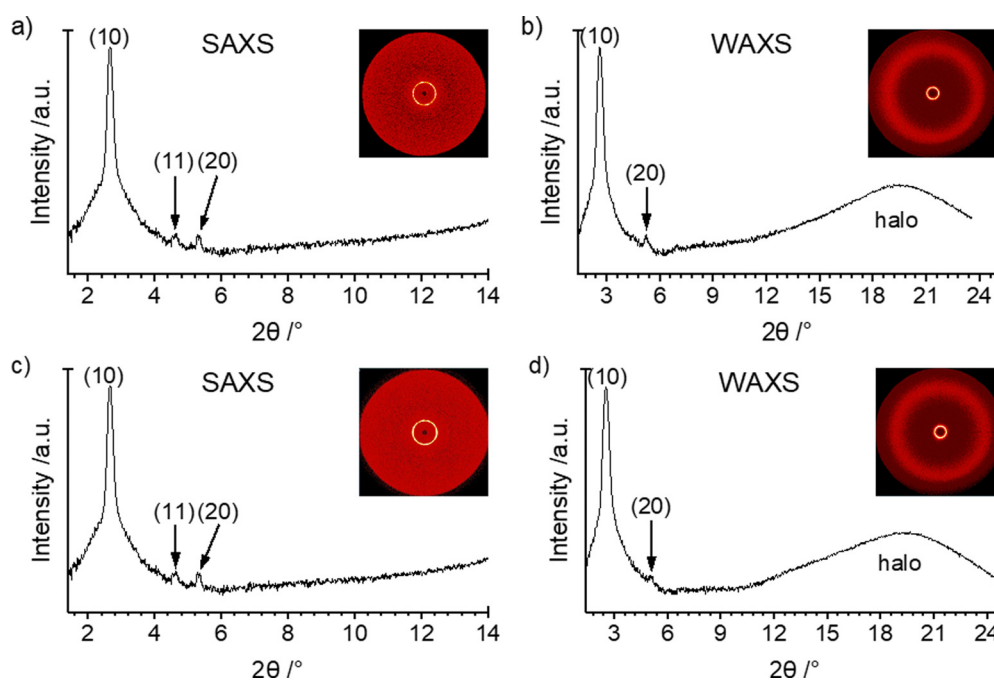 a)
(10)
SAXS
(11)
(20)
Intensity /a.u.
2 4 6 8 10 12 14
2θ /°
b)
(10)
WAXS
(20)
halo
Intensity /a.u.
3 6 9 12 15 18 21 24
2θ /°
c)
(10)
SAXS
(11)
(20)
Intensity /a.u.
2 4 6 8 10 12 14
2θ /°
d)
(10)
WAXS
(20)
halo
Intensity /a.u.
3 6 9 12 15 18 21 24
2θ /°